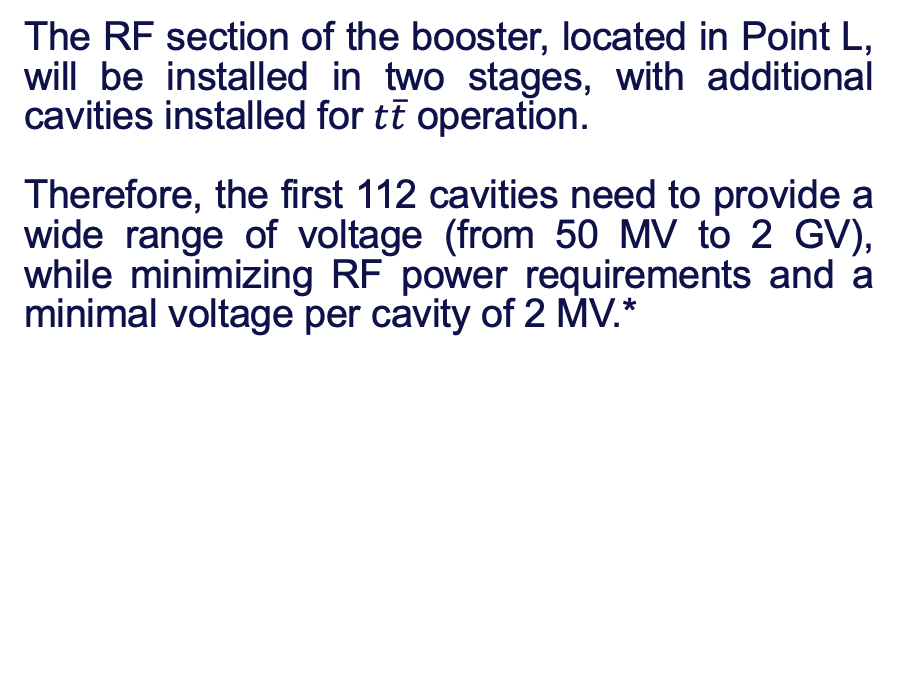 The RF section of the booster, located in Point L,
will be installed in two stages, with additional
cavities installed for 𝑡𝑡̄ operation.
Therefore, the first 112 cavities need to provide a
wide range of voltage (from 50 MV to 2 GV),
while minimizing RF power requirements and a
minimal voltage per cavity of 2 MV.*